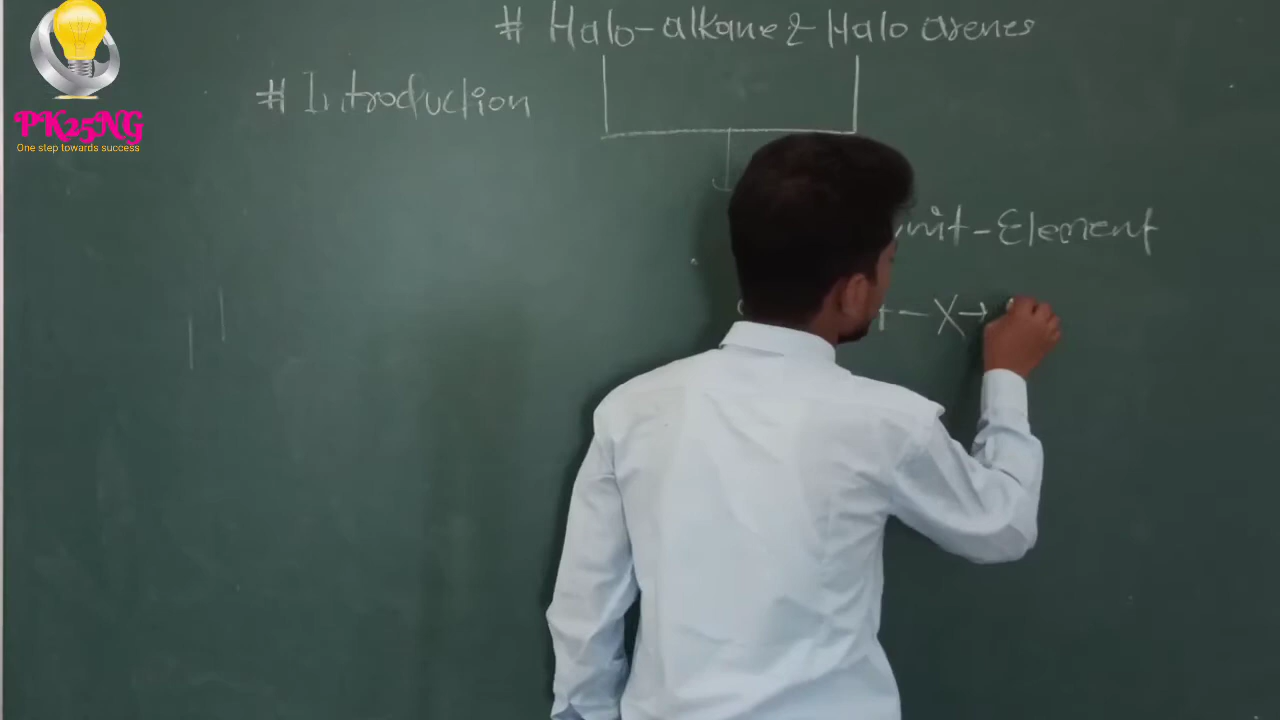 # Halo-alkane & Halo arenes
# Introduction
PK25NG
One step towards success
unit-Element
- X →